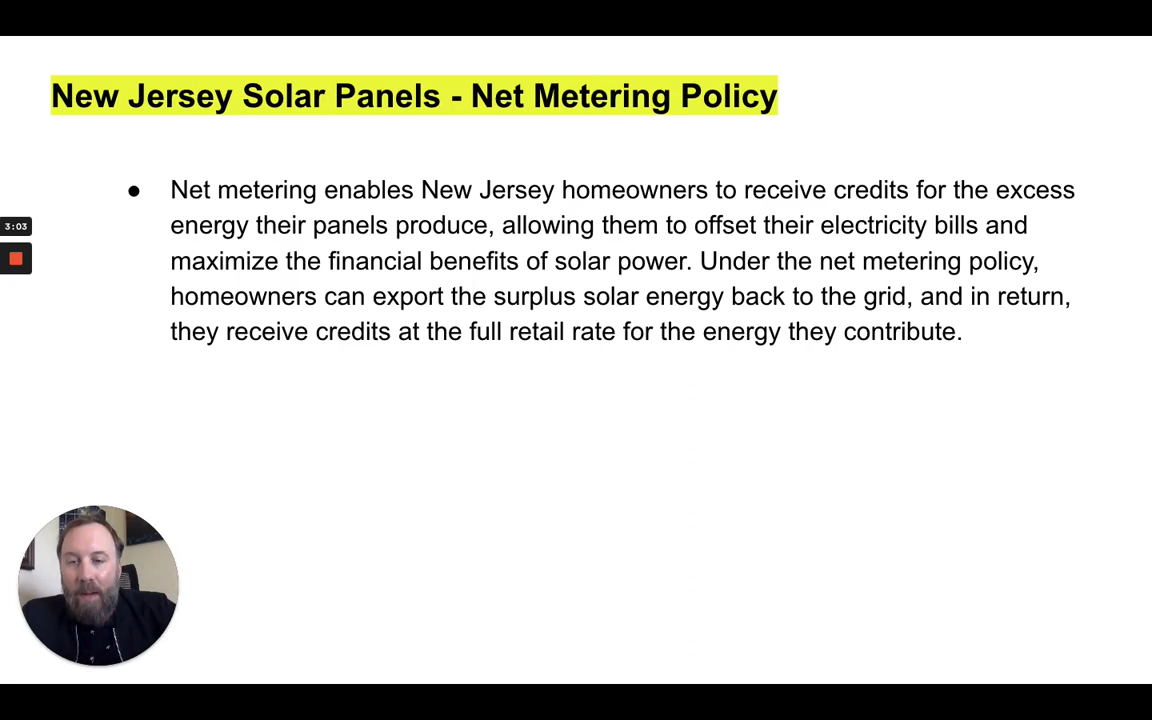 New Jersey Solar Panels - Net Metering Policy
● Net metering enables New Jersey homeowners to receive credits for the excess
energy their panels produce, allowing them to offset their electricity bills and
maximize the financial benefits of solar power. Under the net metering policy,
homeowners can export the surplus solar energy back to the grid, and in return,
they receive credits at the full retail rate for the energy they contribute.
3:03